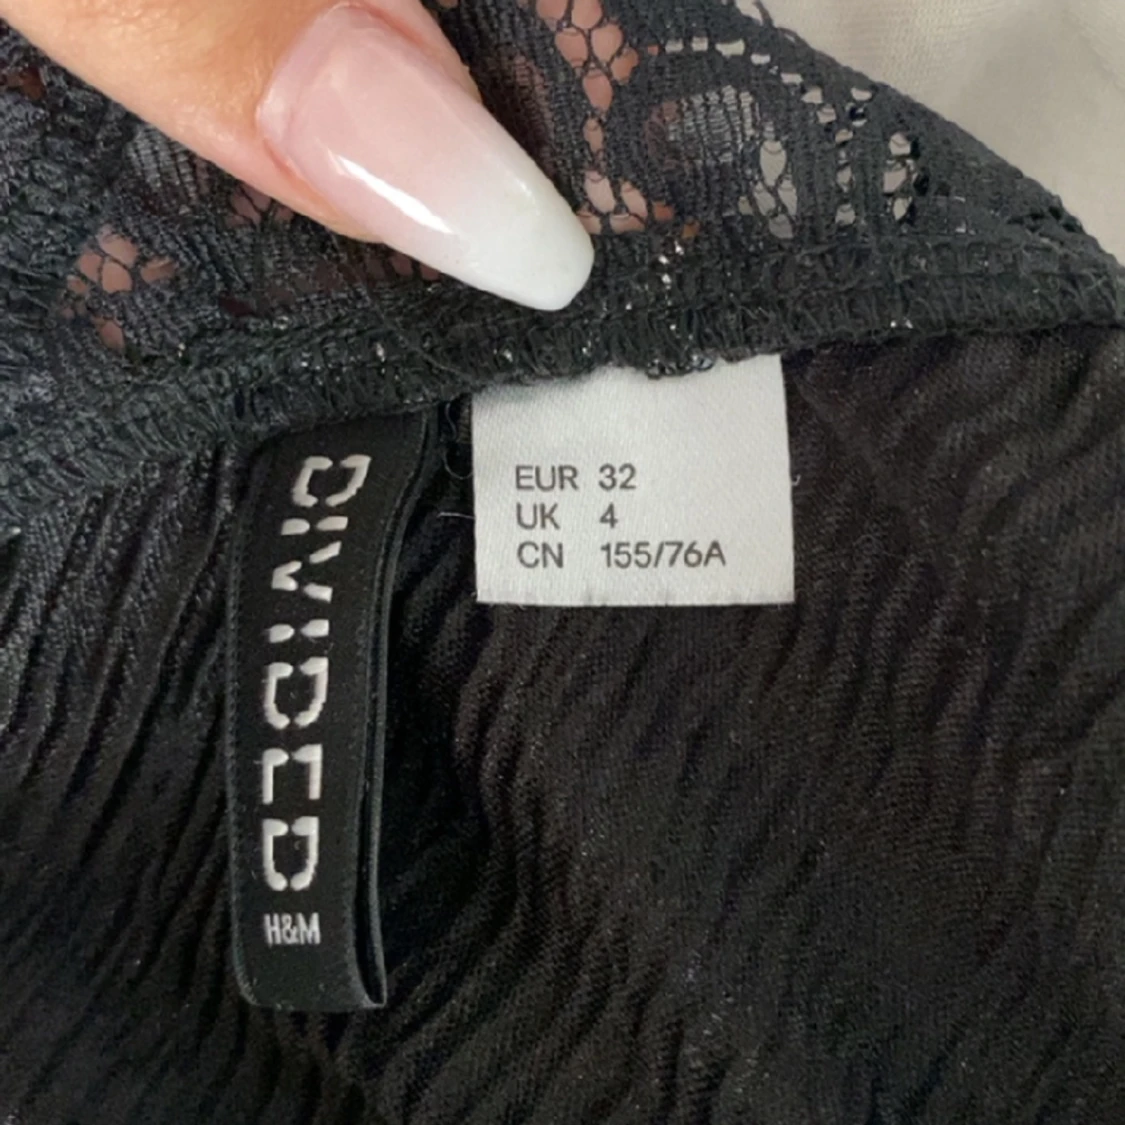 DIVIDED
H&M
EUR 32
UK 4
CN 155/76A